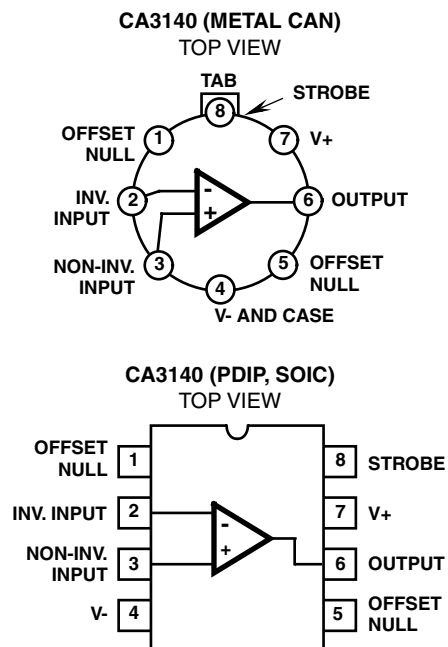 CA3140 (METAL CAN)
TOP VIEW
TAB
8
STROBE
OFFSET
NULL
1
7
V+
INV.
INPUT
2
-
+
6
OUTPUT
NON-INV.
INPUT
3
5
OFFSET
NULL
4
V- AND CASE
CA3140 (PDIP, SOIC)
TOP VIEW
OFFSET
NULL
1
8
STROBE
INV. INPUT
2
7
V+
-
+
NON-INV.
INPUT
3
6
OUTPUT
V-
4
5
OFFSET
NULL